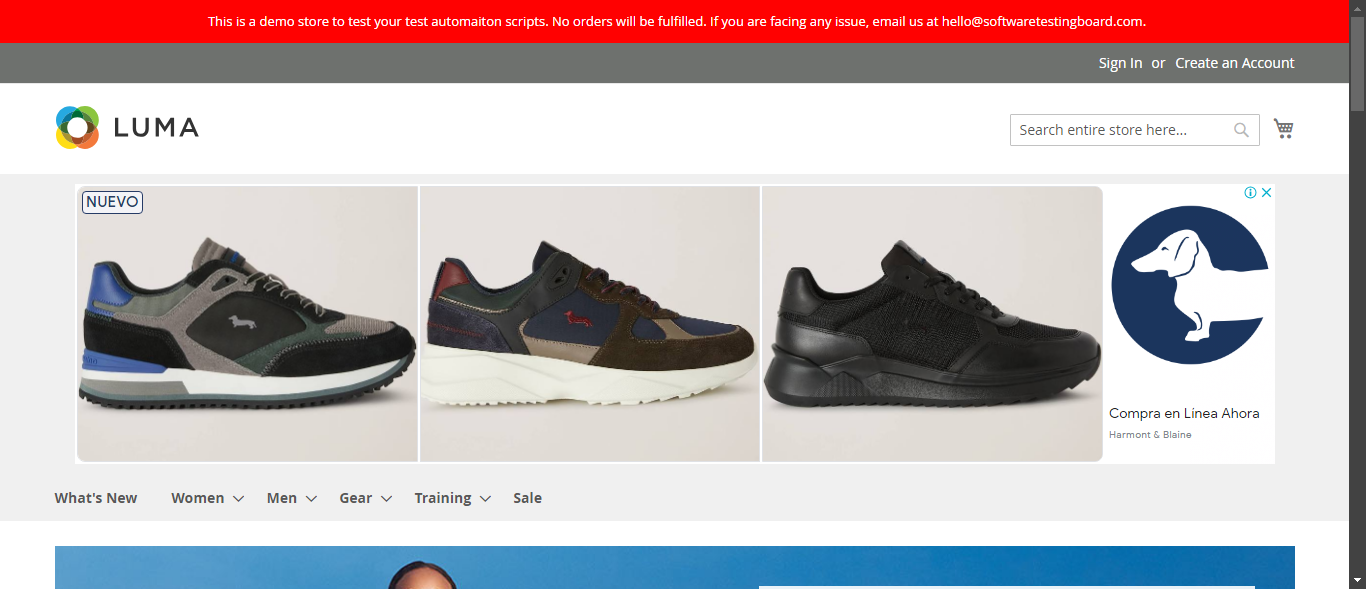 This is a demo store to test your test automaiton scripts. No orders will be fulfilled. If you are facing any issue, email us at hello@softwaretestingboard.com.
Sign In or Create an Account
LUMA
Search entire store here...
NUEVO
Compra en Línea Ahora
Harmont & Blaine
What's New Women Men Gear Training Sale